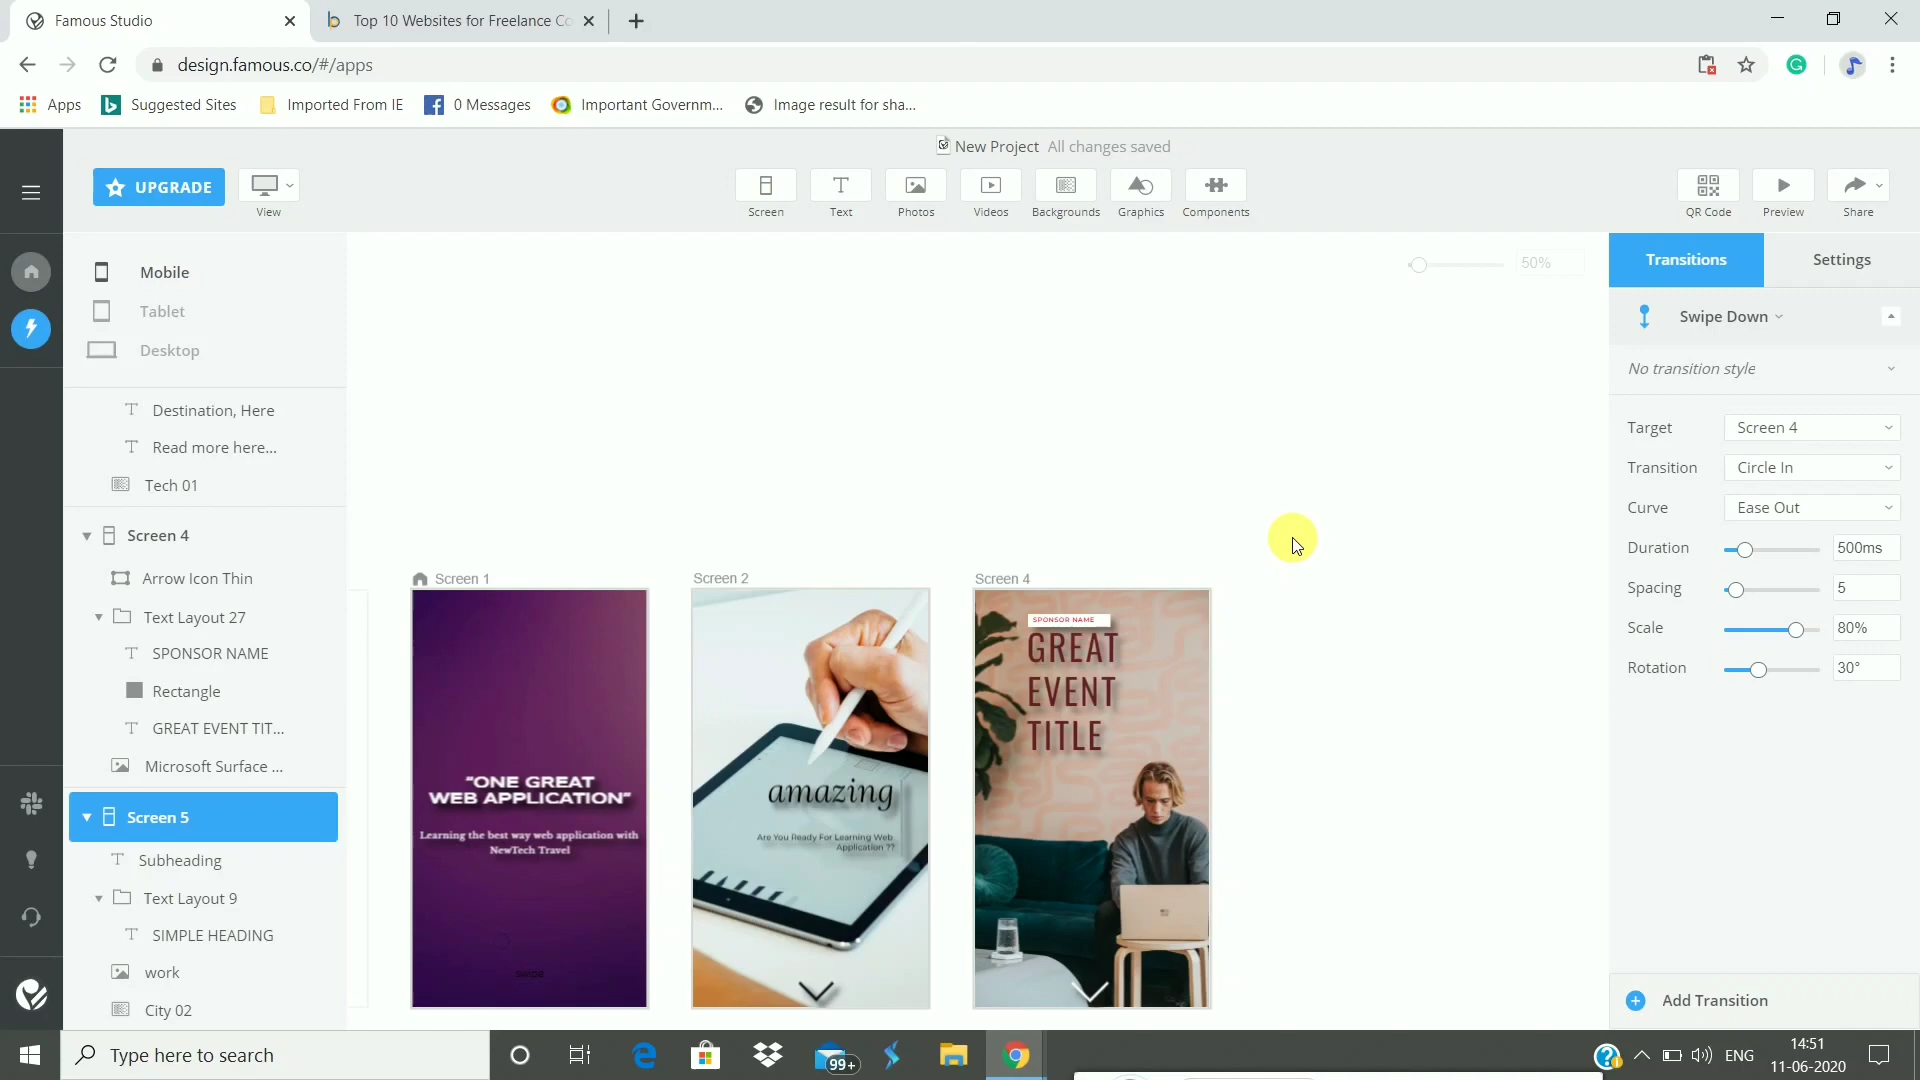 Famous Studio
Top 10 Websites for Freelance Co
design.famous.co/#/apps
Apps
Suggested Sites
Imported From IE
0 Messages
Important Governm...
Image result for sha...
New Project All changes saved
UPGRADE
View
Screen
Text
Photos
Videos
Backgrounds
Graphics
Components
QR Code
Preview
Share
Mobile
Tablet
Desktop
Destination, Here
Read more here...
Tech 01
Screen 4
Arrow Icon Thin
Text Layout 27
SPONSOR NAME
Rectangle
GREAT EVENT TIT...
Microsoft Surface ...
Screen 5
Subheading
Text Layout 9
SIMPLE HEADING
work
City 02
50%
Screen 1
“ONE GREAT
WEB APPLICATION”
Learning the best way web application with
NewTech Travel
swipe
Screen 2
amazing
Are You Ready For Learning Web
Application ??
Screen 4
SPONSOR NAME
GREAT
EVENT
TITLE
Transitions
Settings
Swipe Down
No transition style
Target Screen 4
Transition Circle In
Curve Ease Out
Duration 500ms
Spacing 5
Scale 80%
Rotation 30°
Add Transition
Type here to search
99+
ENG
14:51
11-06-2020